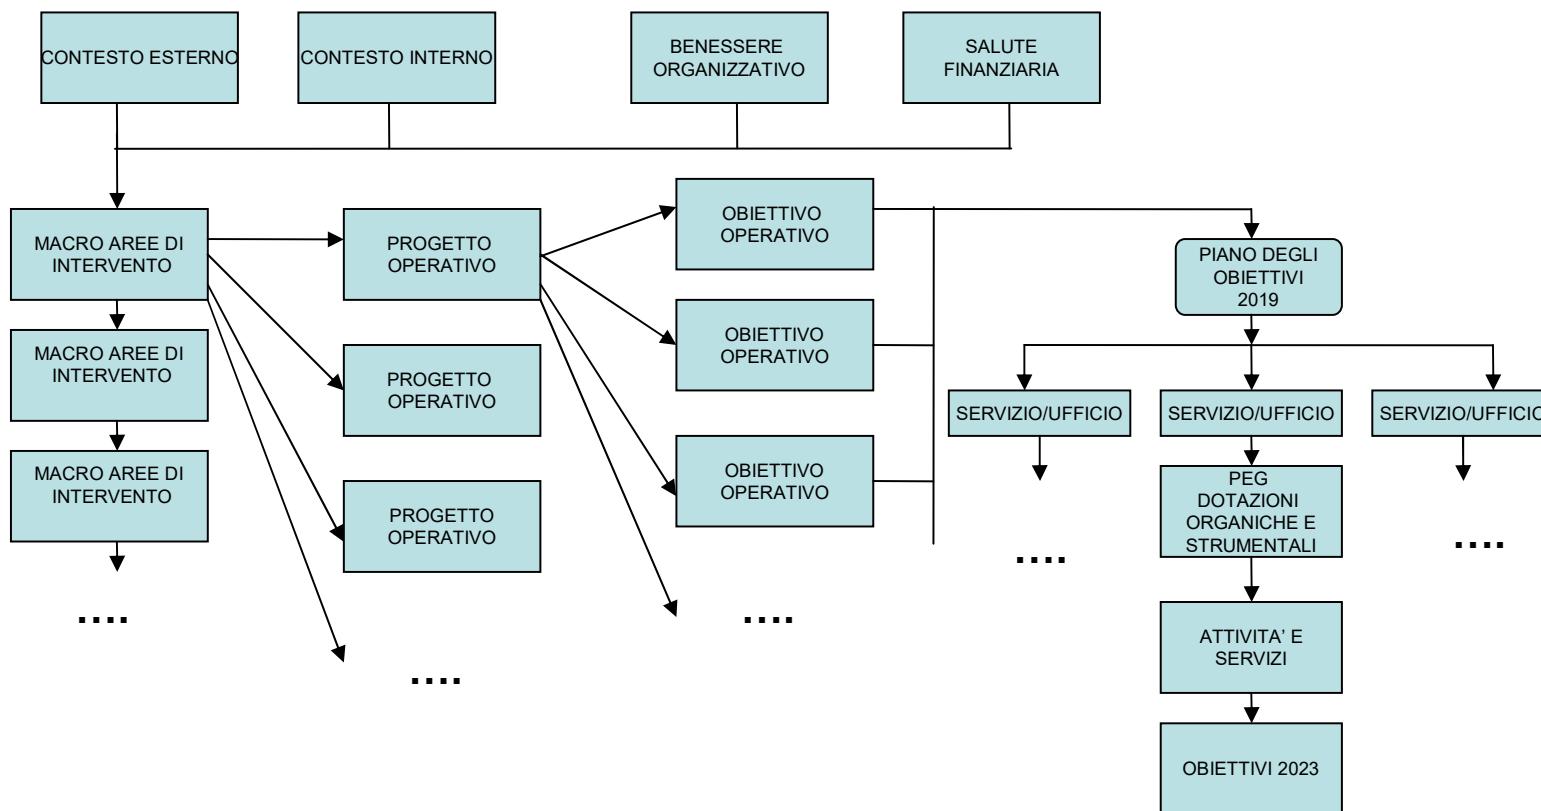 CONTESTO ESTERNO
CONTESTO INTERNO
BENESSERE
ORGANIZZATIVO
SALUTE
FINANZIARIA
MACRO AREE DI
INTERVENTO
MACRO AREE DI
INTERVENTO
MACRO AREE DI
INTERVENTO
....
PROGETTO
OPERATIVO
PROGETTO
OPERATIVO
PROGETTO
OPERATIVO
....
OBIETTIVO
OPERATIVO
OBIETTIVO
OPERATIVO
OBIETTIVO
OPERATIVO
....
PIANO DEGLI
OBIETTIVI
2019
SERVIZIO/UFFICIO
....
SERVIZIO/UFFICIO
PEG
DOTAZIONI
ORGANICHE E
STRUMENTALI
ATTIVITA' E
SERVIZI
OBIETTIVI 2023
SERVIZIO/UFFICIO
....